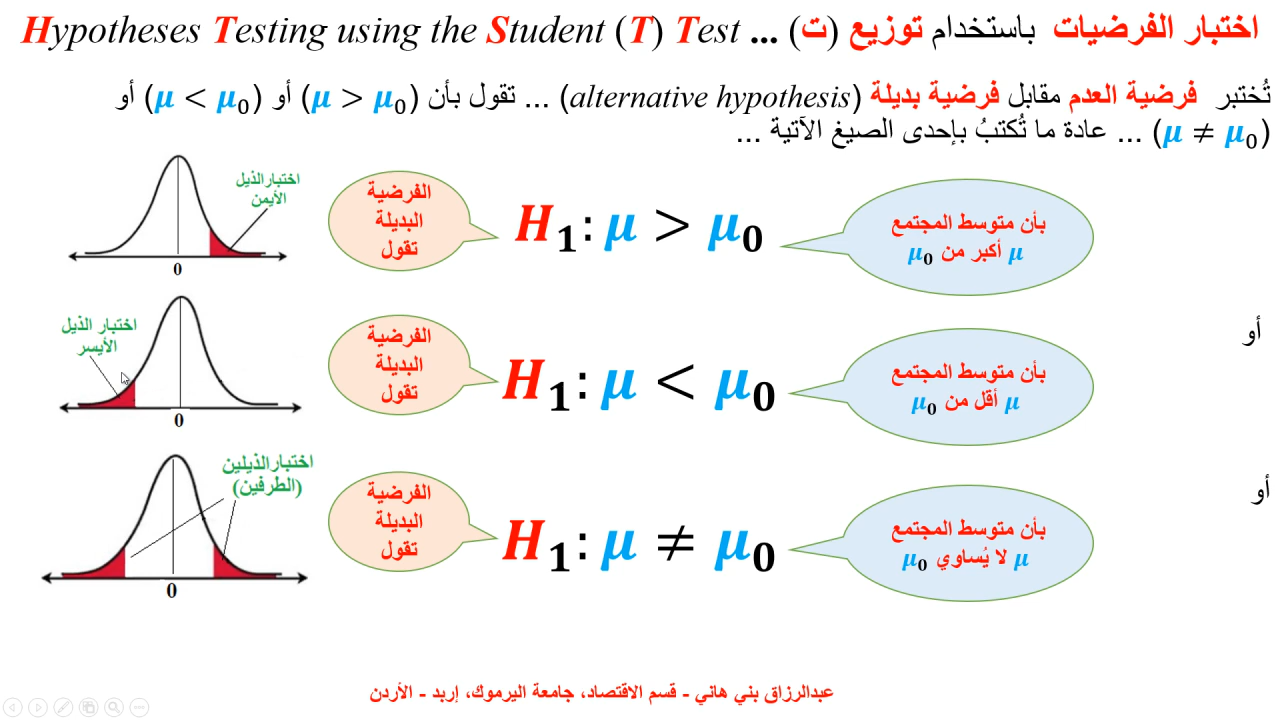 اختبار الفرضيات باستخدام توزيع (ت) ... Hypotheses Testing using the Student (T) Test
تُختبر فرضية العدم مقابل فرضية بديلة (alternative hypothesis) ... تقول بأن (μ > μ₀) أو (μ < μ₀) أو
(μ ≠ μ₀) ... عادة ما تُكتبُ بإحدى الصيغ الآتية ...
بأن متوسط المجتمع
μ أكبر من μ₀
H₁: μ > μ₀
الفرضية
البديلة
تقول
اختبار الذيل
الأيمن
0
أو
بأن متوسط المجتمع
μ أقل من μ₀
H₁: μ < μ₀
الفرضية
البديلة
تقول
اختبار الذيل
الأيسر
0
أو
بأن متوسط المجتمع
μ لا يُساوي μ₀
H₁: μ ≠ μ₀
الفرضية
البديلة
تقول
اختبار الذيلين
(الطرفين)
0
عبدالرزاق بني هاني - قسم الاقتصاد، جامعة اليرموك، إربد - الأردن